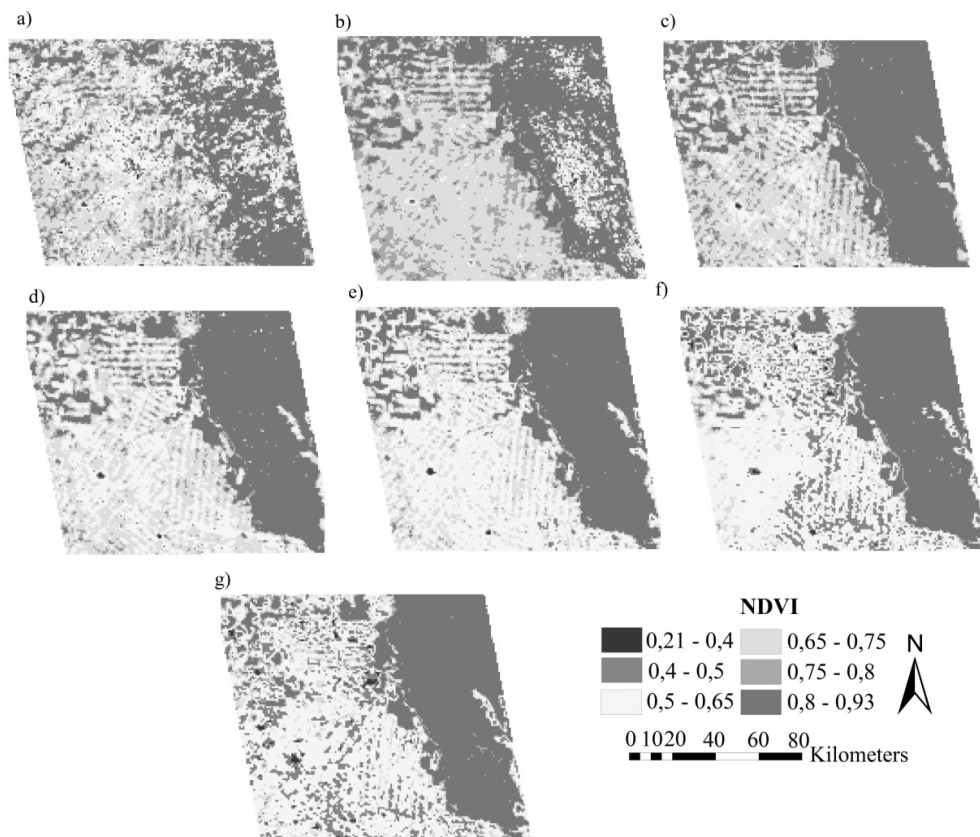 a)
b)
c)
d)
e)
f)
g)
NDVI
0,21 - 0,4
0,65 - 0,75
0,4 - 0,5
0,75 - 0,8
0,5 - 0,65
0,8 - 0,93
N
0 10 20 40 60 80
Kilometers